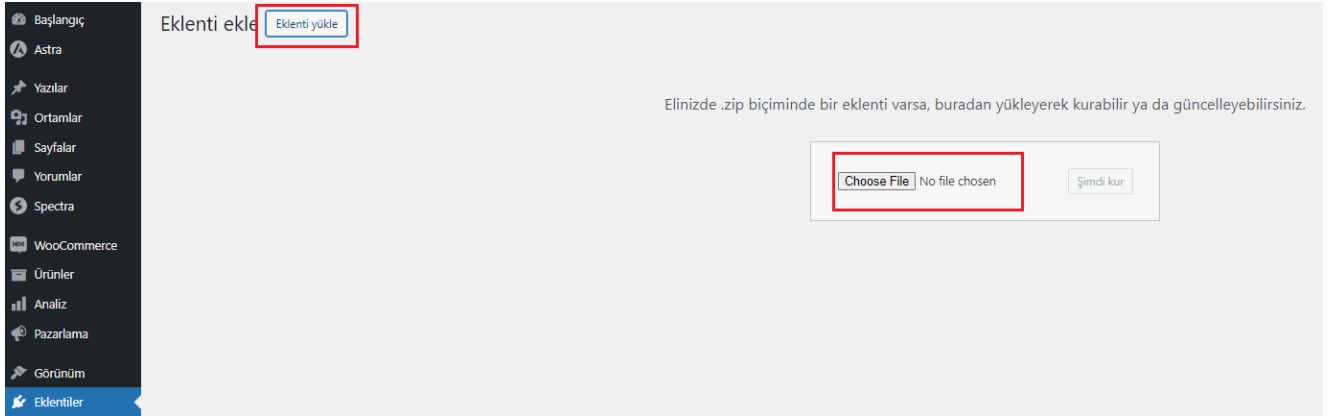 Başlangıç
Astra
Yazılar
Ortamlar
Sayfalar
Yorumlar
Spectra
WooCommerce
Ürünler
Analiz
Pazarlama
Görünüm
Eklentiler
Eklenti ekle Eklenti yükle
Elinizde .zip biçiminde bir eklenti varsa, buradan yükleyerek kurabilir ya da güncelleyebilirsiniz.
Choose File No file chosen Şimdi kur